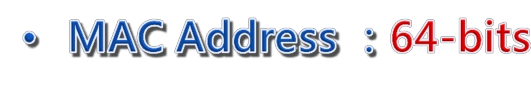 • MAC Address : 64-bits